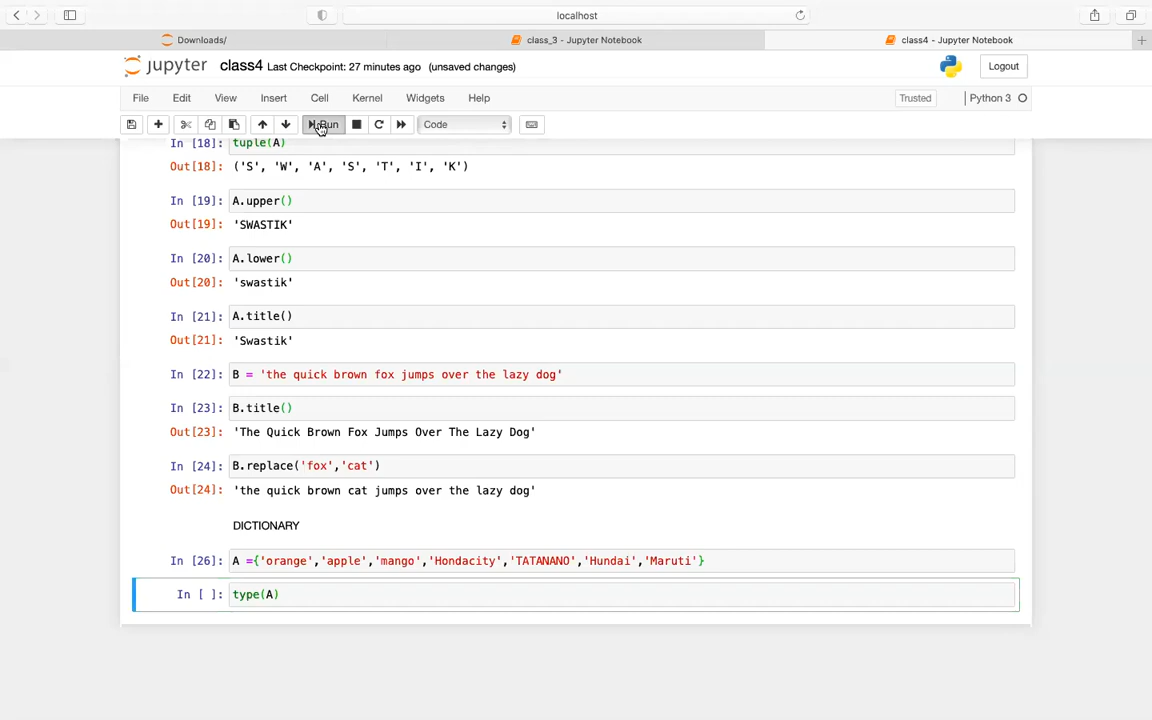 localhost
Downloads/
class_3 - Jupyter Notebook
class4 - Jupyter Notebook
jupyter class4 Last Checkpoint: 27 minutes ago (unsaved changes)
Logout
File Edit View Insert Cell Kernel Widgets Help
Trusted
Python 3
Run
Code
In [18]: tuple(A)
Out[18]: ('S', 'W', 'A', 'S', 'T', 'I', 'K')
In [19]: A.upper()
Out[19]: 'SWASTIK'
In [20]: A.lower()
Out[20]: 'swastik'
In [21]: A.title()
Out[21]: 'Swastik'
In [22]: B = 'the quick brown fox jumps over the lazy dog'
In [23]: B.title()
Out[23]: 'The Quick Brown Fox Jumps Over The Lazy Dog'
In [24]: B.replace('fox','cat')
Out[24]: 'the quick brown cat jumps over the lazy dog'
DICTIONARY
In [26]: A ={'orange','apple','mango','Hondacity','TATANANO','Hundai','Maruti'}
In [ ]: type(A)